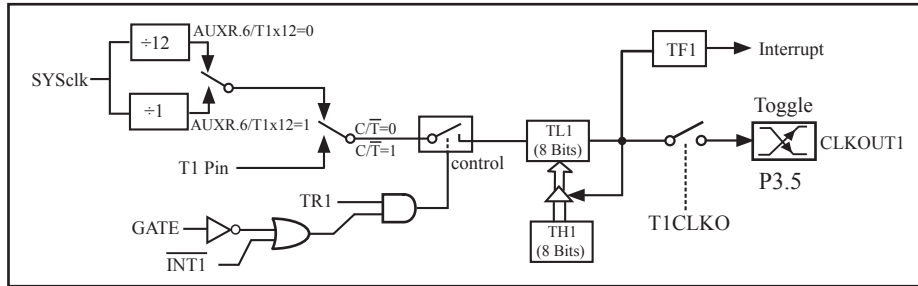 AUXR.6/T1x12=0
÷12
SYSclk
÷1
AUXR.6/T1x12=1
C/T̅=0
C/T̅=1
T1 Pin
control
TR1
GATE
I̅N̅T̅1̅
TL1
(8 Bits)
TH1
(8 Bits)
TF1
Interrupt
Toggle
CLKOUT1
P3.5
T1CLKO